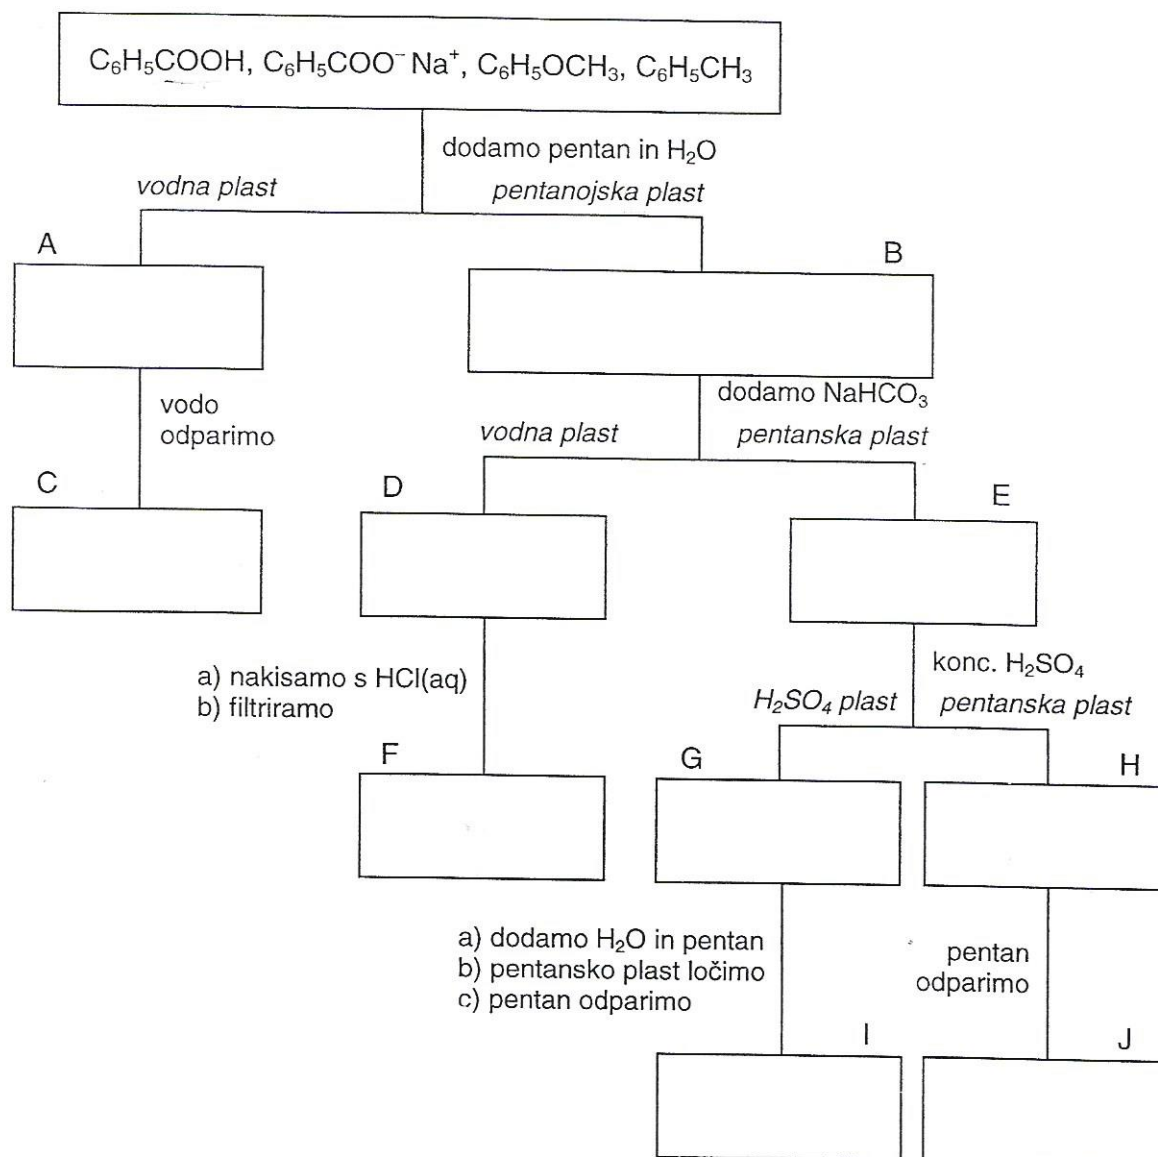 C₆H₅COOH, C₆H₅COO⁻ Na⁺, C₆H₅OCH₃, C₆H₅CH₃
dodamo pentan in H₂O
vodna plast
pentanojska plast
A
B
vodo
odparimo
dodamo NaHCO₃
vodna plast
pentanska plast
C
D
E
a) nakisamo s HCl(aq)
b) filtriramo
konc. H₂SO₄
H₂SO₄ plast
pentanska plast
F
G
H
a) dodamo H₂O in pentan
b) pentansko plast ločimo
c) pentan odparimo
pentan
odparimo
I
J